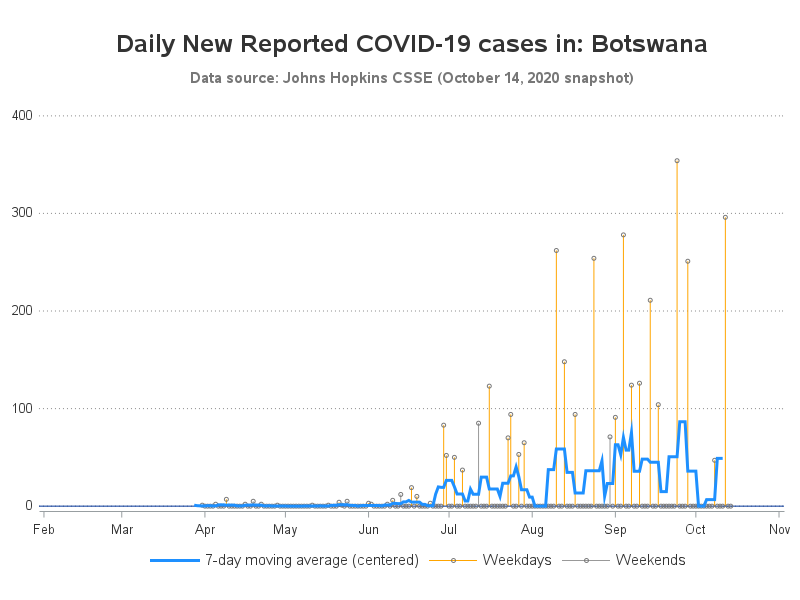 Daily New Reported COVID-19 cases in: Botswana
Data source: Johns Hopkins CSSE (October 14, 2020 snapshot)
400
300
200
100
0
Feb Mar Apr May Jun Jul Aug Sep Oct Nov
7-day moving average (centered) Weekdays Weekends